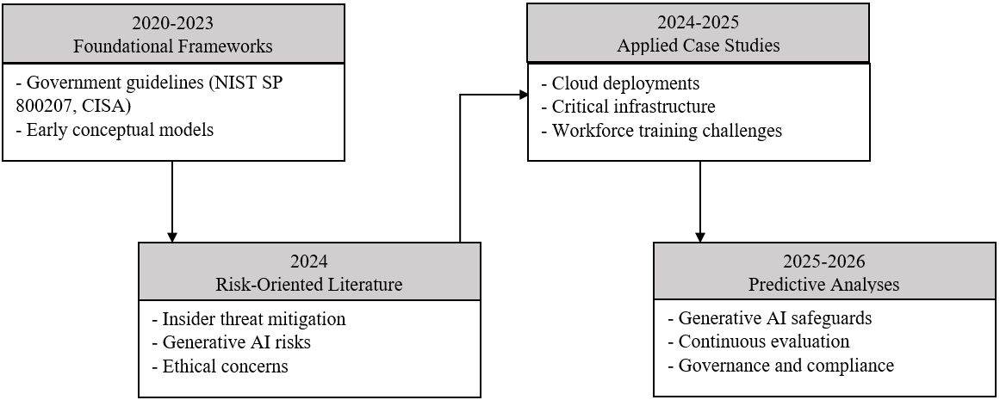 2020-2023
Foundational Frameworks
- Government guidelines (NIST SP
800207, CISA)
- Early conceptual models
2024
Risk-Oriented Literature
- Insider threat mitigation
- Generative AI risks
- Ethical concerns
2024-2025
Applied Case Studies
- Cloud deployments
- Critical infrastructure
- Workforce training challenges
2025-2026
Predictive Analyses
- Generative AI safeguards
- Continuous evaluation
- Governance and compliance